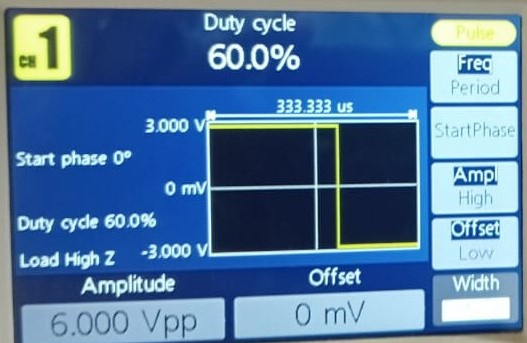 CH 1
Duty cycle
60.0%
Pulse
Freq
Period
333.333 us
3.000 V
StartPhase
Start phase 0°
0 mV
Ampl
High
Duty cycle 60.0%
Offset
Low
Load High Z
-3.000 V
Amplitude
Offset
Width
6.000 Vpp
0 mV